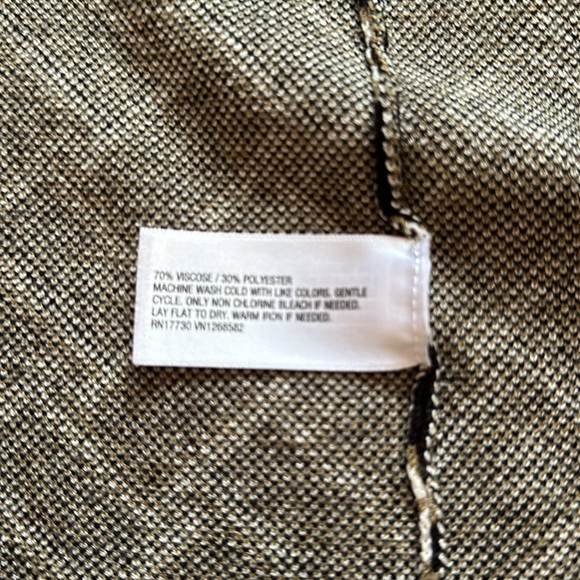 70% VISCOSE / 30% POLYESTER
MACHINE WASH COLD WITH LIKE COLORS. GENTLE
CYCLE. ONLY NON CHLORINE BLEACH IF NEEDED.
LAY FLAT TO DRY. WARM IRON IF NEEDED.
RN17730 VN1268582